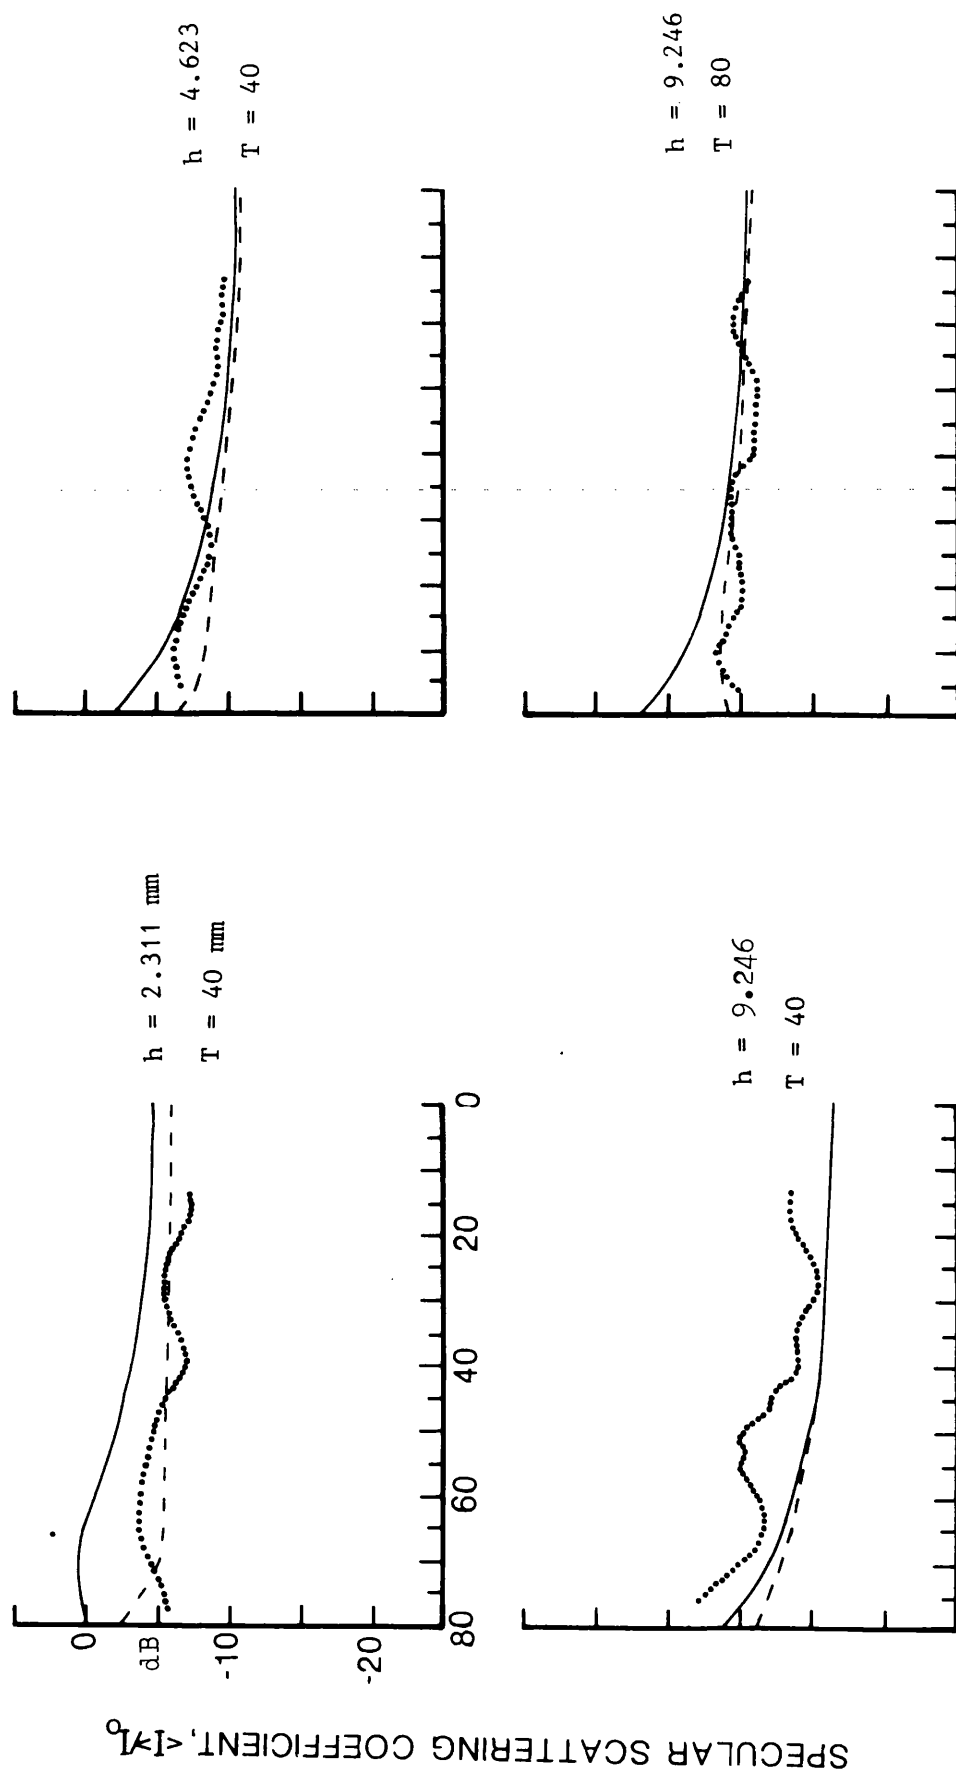 SPECULAR SCATTERING COEFFICIENT, <I>/I₀
0
dB
-10
-20
80
60
40
20
0
h = 2.311 mm
T = 40 mm
h = 4.623
T = 40
h = 9.246
T = 40
h = 9.246
T = 80